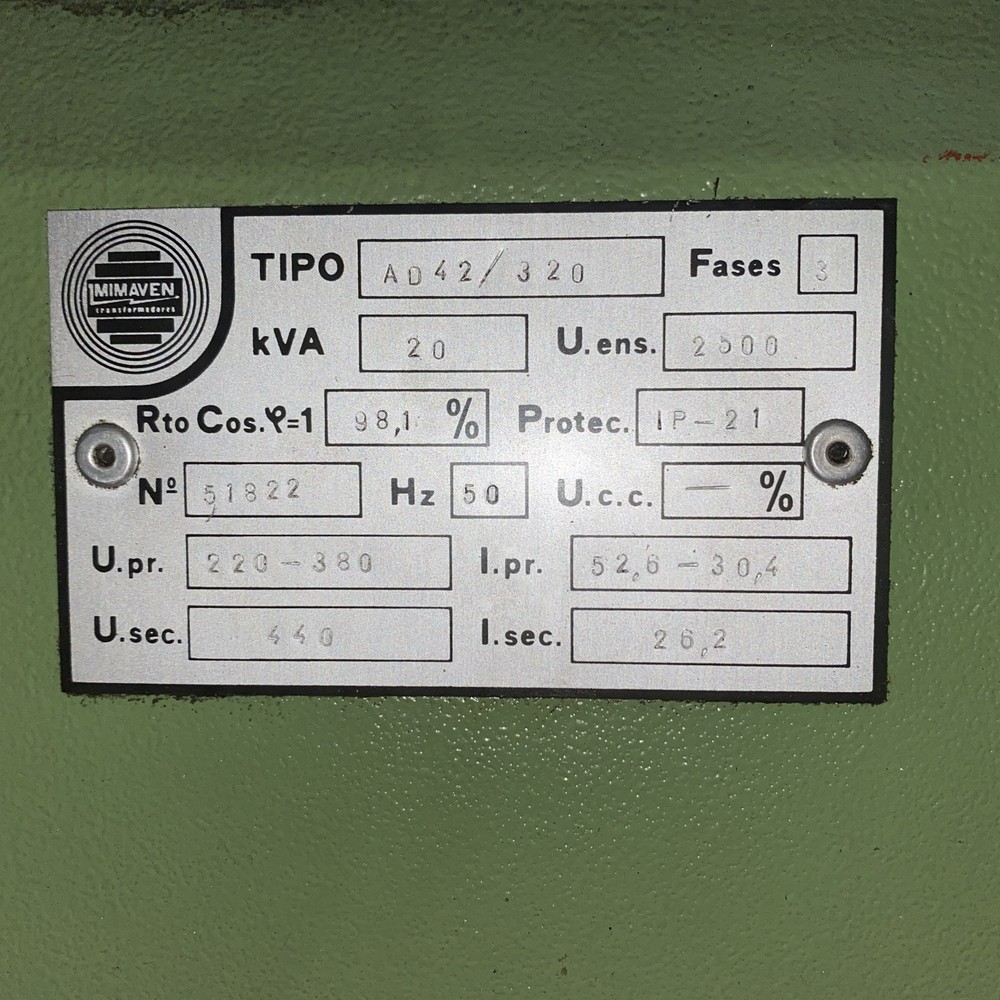 MIMAVEN
transformadores
TIPO AD42/320 Fases 3
kVA 20 U.ens. 2500
Rto Cos.φ=1 98,1 % Protec. IP-21
Nº 51822 Hz 50 U.c.c. — %
U.pr. 220-380 I.pr. 52,6-30,4
U.sec. 440 I.sec. 26,2